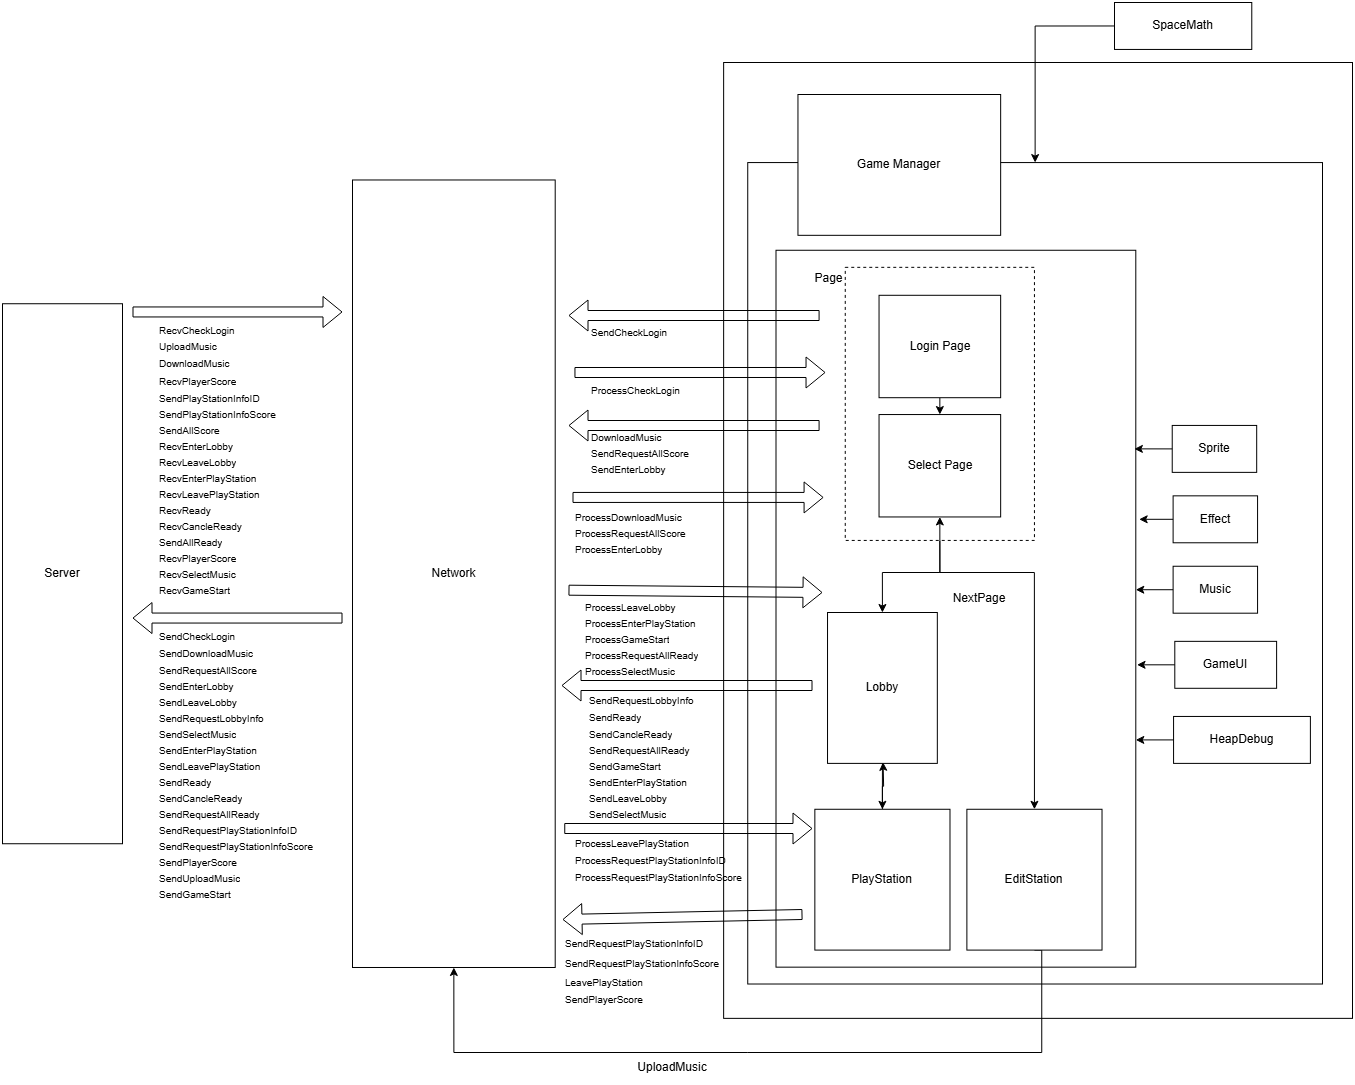 SpaceMath
Game Manager
Page
Login Page
Select Page
NextPage
Lobby
PlayStation
EditStation
Sprite
Effect
Music
GameUI
HeapDebug
Server
Network
RecvCheckLogin
UploadMusic
DownloadMusic
RecvPlayerScore
SendPlayStationInfoID
SendPlayStationInfoScore
SendAllScore
RecvEnterLobby
RecvLeaveLobby
RecvEnterPlayStation
RecvLeavePlayStation
RecvReady
RecvCancleReady
SendAllReady
RecvPlayerScore
RecvSelectMusic
RecvGameStart
SendCheckLogin
SendDownloadMusic
SendRequestAllScore
SendEnterLobby
SendLeaveLobby
SendRequestLobbyInfo
SendSelectMusic
SendEnterPlayStation
SendLeavePlayStation
SendReady
SendCancleReady
SendRequestAllReady
SendRequestPlayStationInfoID
SendRequestPlayStationInfoScore
SendPlayerScore
SendUploadMusic
SendGameStart
SendCheckLogin
ProcessCheckLogin
DownloadMusic
SendRequestAllScore
SendEnterLobby
ProcessDownloadMusic
ProcessRequestAllScore
ProcessEnterLobby
ProcessLeaveLobby
ProcessEnterPlayStation
ProcessGameStart
ProcessRequestAllReady
ProcessSelectMusic
SendRequestLobbyInfo
SendReady
SendCancleReady
SendRequestAllReady
SendGameStart
SendEnterPlayStation
SendLeaveLobby
SendSelectMusic
ProcessLeavePlayStation
ProcessRequestPlayStationInfoID
ProcessRequestPlayStationInfoScore
SendRequestPlayStationInfoID
SendRequestPlayStationInfoScore
LeavePlayStation
SendPlayerScore
UploadMusic